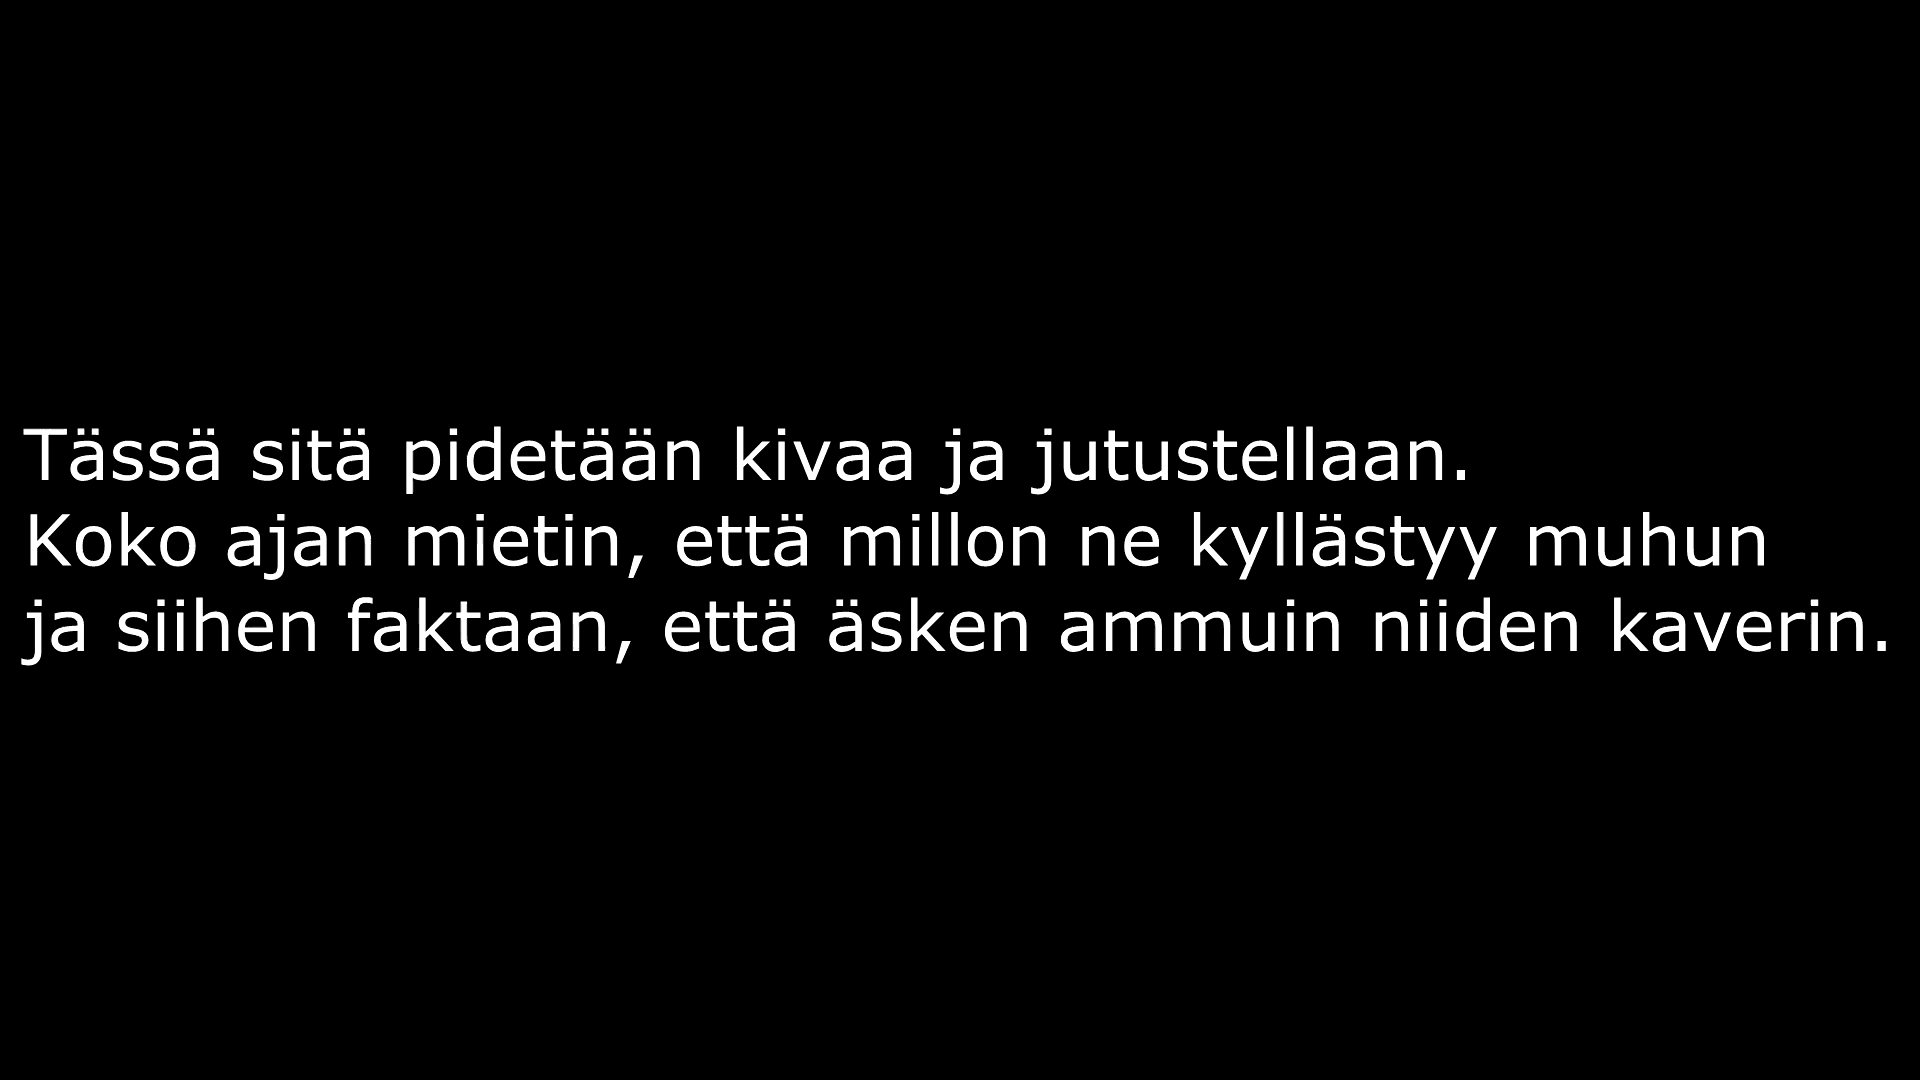 Tässä sitä pidetään kivaa ja jutustellaan.
Koko ajan mietin, että millon ne kyllästyy muhun
ja siihen faktaan, että äsken ammuin niiden kaverin.